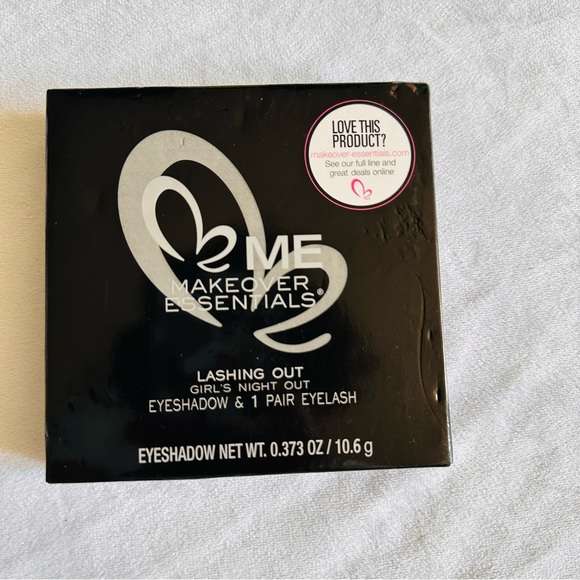 LOVE THIS
PRODUCT?
makeover-essentials.com
See our full line and
great deals online
ME
MAKEOVER
ESSENTIALS®
LASHING OUT
GIRL'S NIGHT OUT
EYESHADOW & 1 PAIR EYELASH
EYESHADOW NET WT. 0.373 OZ / 10.6 g